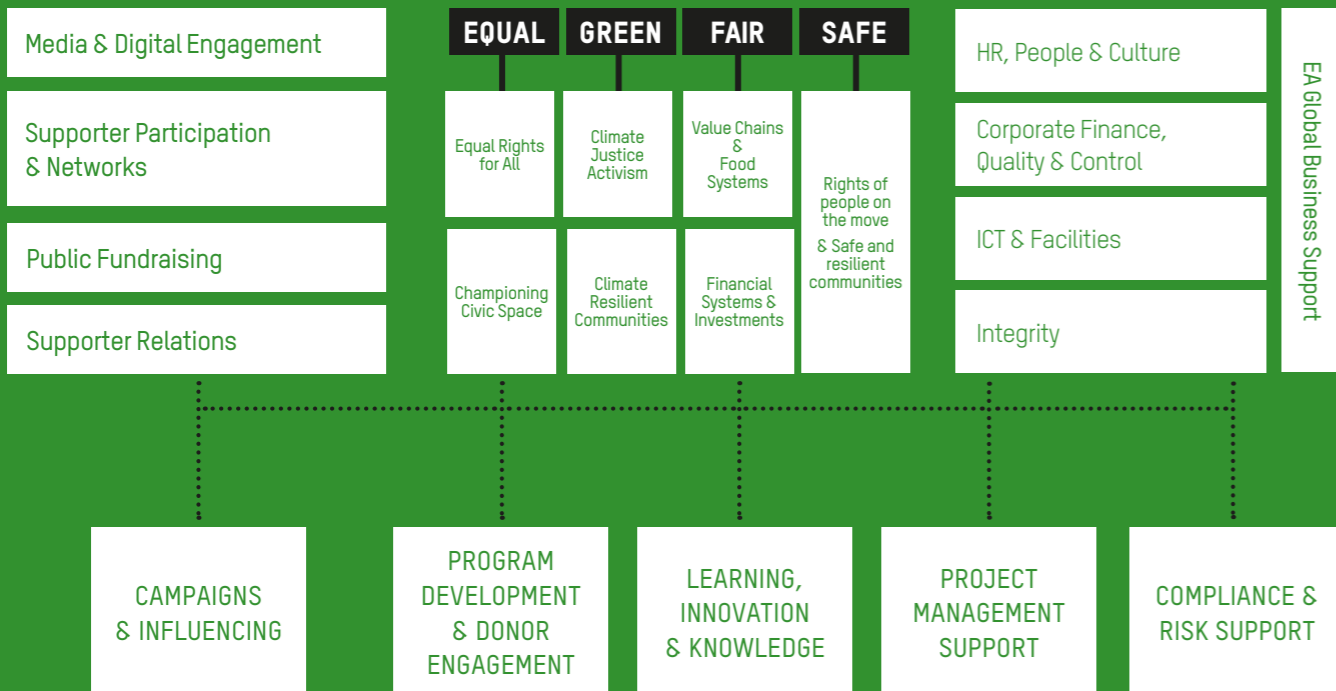 Media & Digital Engagement
Supporter Participation
& Networks
Public Fundraising
Supporter Relations
EQUAL
Equal Rights
for All
Championing
Civic Space
GREEN
Climate
Justice
Activism
Climate
Resilient
Communities
FAIR
Value Chains
&
Food
Systems
Financial
Systems &
Investments
SAFE
Rights of
people on
the move
& Safe and
resilient
communities
HR, People & Culture
Corporate Finance,
Quality & Control
ICT & Facilities
Integrity
EA Global Business Support
CAMPAIGNS
& INFLUENCING
PROGRAM
DEVELOPMENT
& DONOR
ENGAGEMENT
LEARNING,
INNOVATION
& KNOWLEDGE
PROJECT
MANAGEMENT
SUPPORT
COMPLIANCE &
RISK SUPPORT